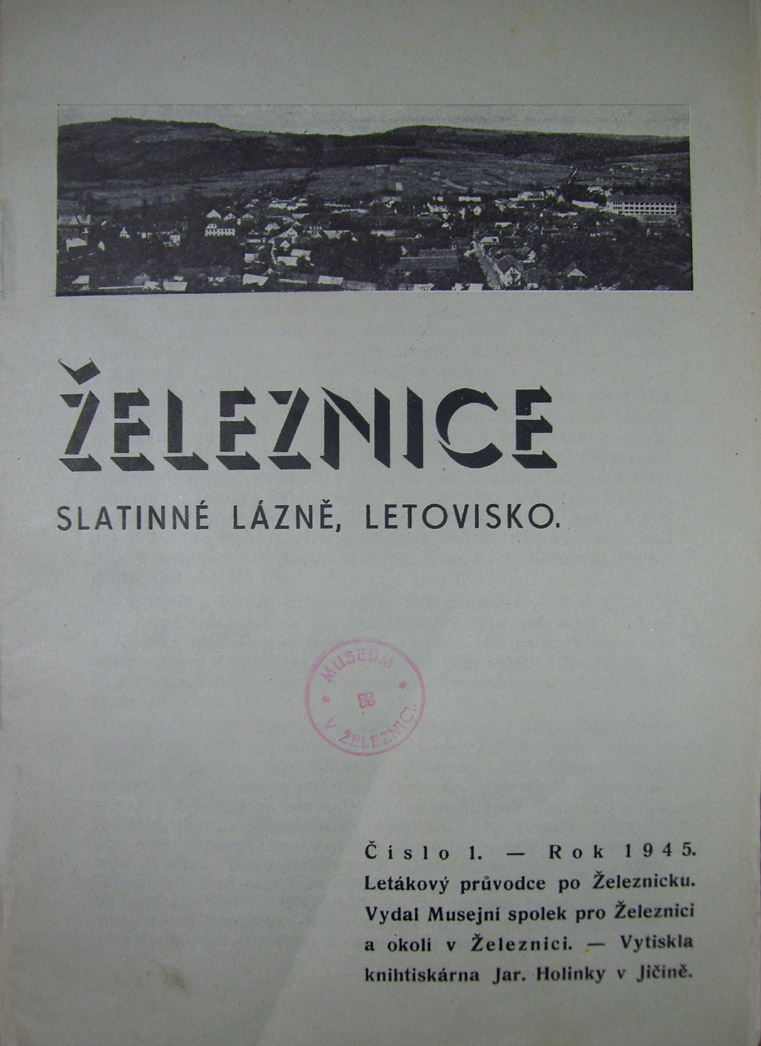 ŽELEZNICE
SLATINNÉ LÁZNĚ, LETOVISKO.
MUSEUM
V ŽELEZNICI.
Číslo 1. — Rok 1945.
Letákový průvodce po Železnicku.
Vydal Musejní spolek pro Železnici
a okolí v Železnici. — Vytiskla
knihtiskárna Jar. Holinky v Jičíně.